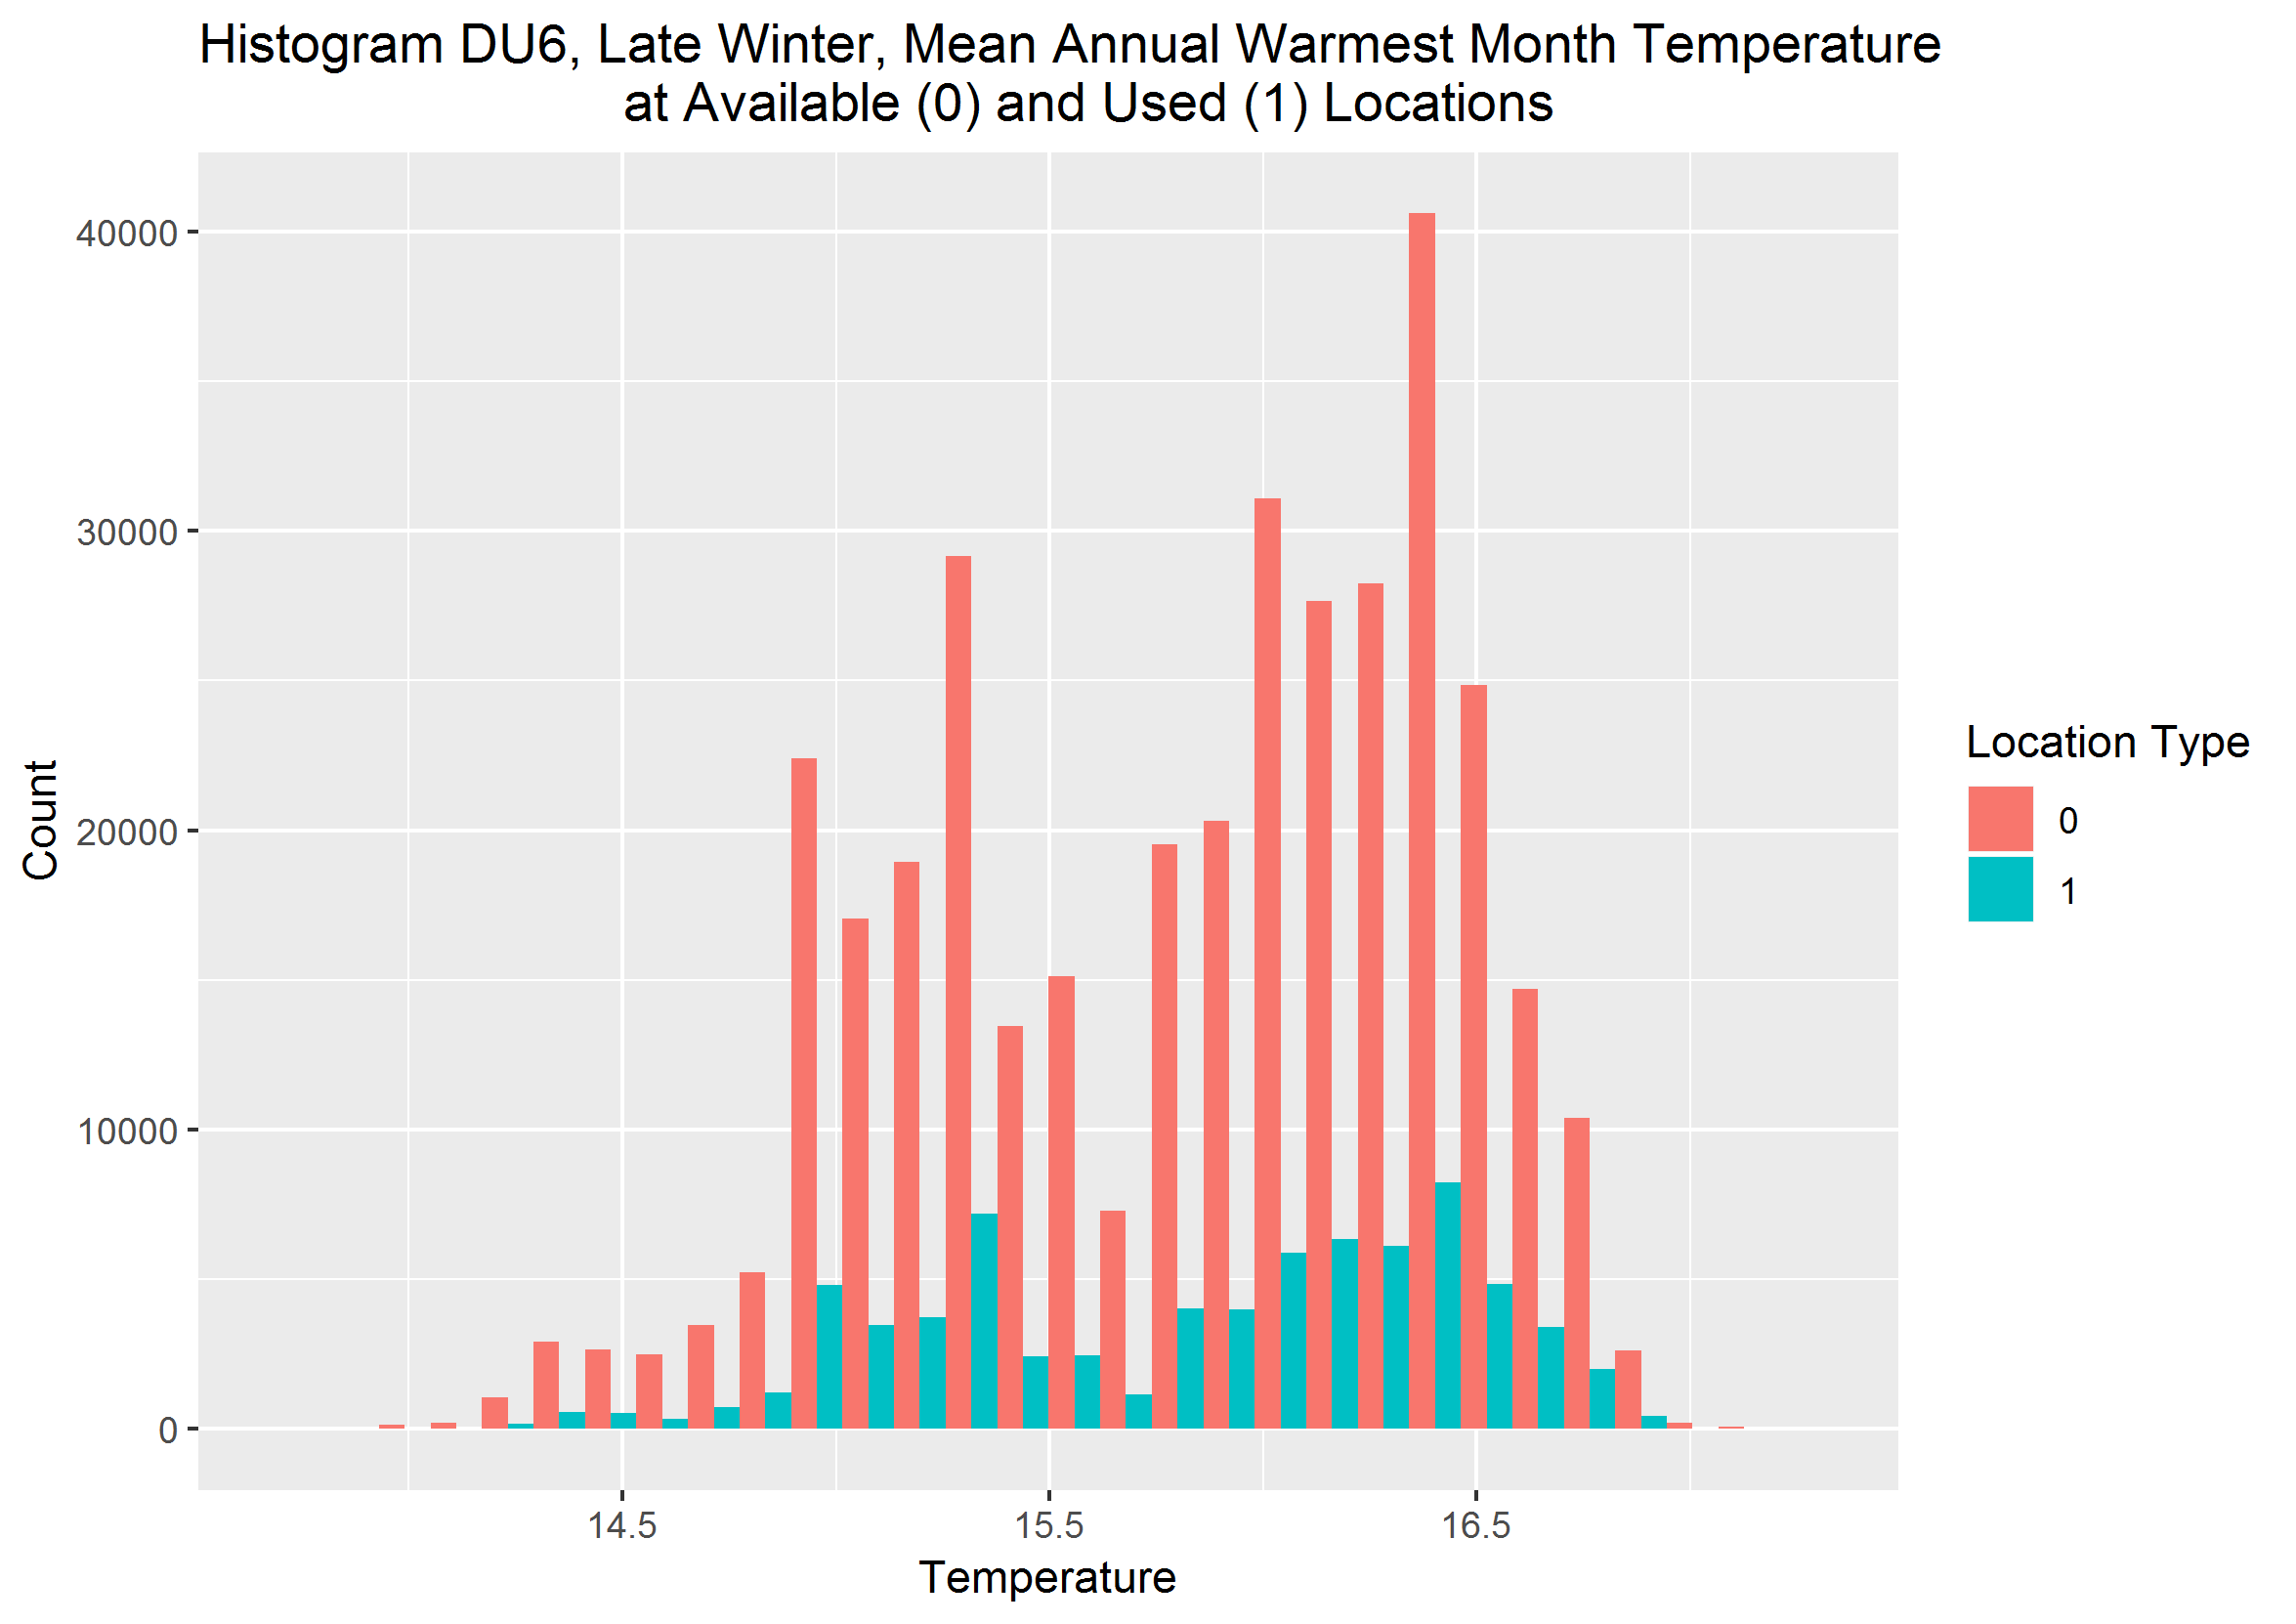 Histogram DU6, Late Winter, Mean Annual Warmest Month Temperature
at Available (0) and Used (1) Locations
Count
40000
30000
20000
10000
0
14.5
15.5
16.5
Temperature
Location Type
0
1